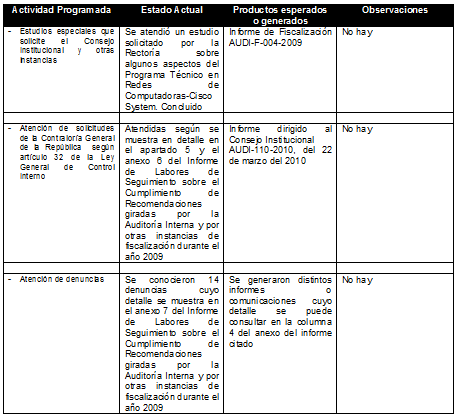 Actividad Programada
Estado Actual
Productos esperados
o generados
Observaciones
- Estudios especiales que
solicite el Consejo
Institucional y otras
instancias
Se atendió un estudio
solicitado por la
Rectoría sobre
algunos aspectos del
Programa Técnico en
Redes de
Computadoras-Cisco
System. Concluido
Informe de Fiscalización
AUDI-F-004-2009
No hay
- Atención de solicitudes
de la Contraloría General
de la República según
artículo 32 de la Ley
General de Control
Interno
Atendidas según se
muestra en detalle en
el apartado 5 y el
anexo 6 del Informe
de Labores de
Seguimiento sobre el
Cumplimiento de
Recomendaciones
giradas por la
Auditoría Interna y por
otras instancias de
fiscalización durante el
año 2009
Informe dirigido al
Consejo Institucional
AUDI-110-2010, del 22
de marzo del 2010
No hay
- Atención de denuncias
Se conocieron 14
denuncias cuyo
detalle se muestra en
el anexo 7 del Informe
de Labores de
Seguimiento sobre el
Cumplimiento de
Recomendaciones
giradas por la
Auditoría Interna y por
otras instancias de
fiscalización durante el
año 2009
Se generaron distintos
informes o
comunicaciones cuyo
detalle se puede
consultar en la columna
4 del anexo del informe
citado
No hay